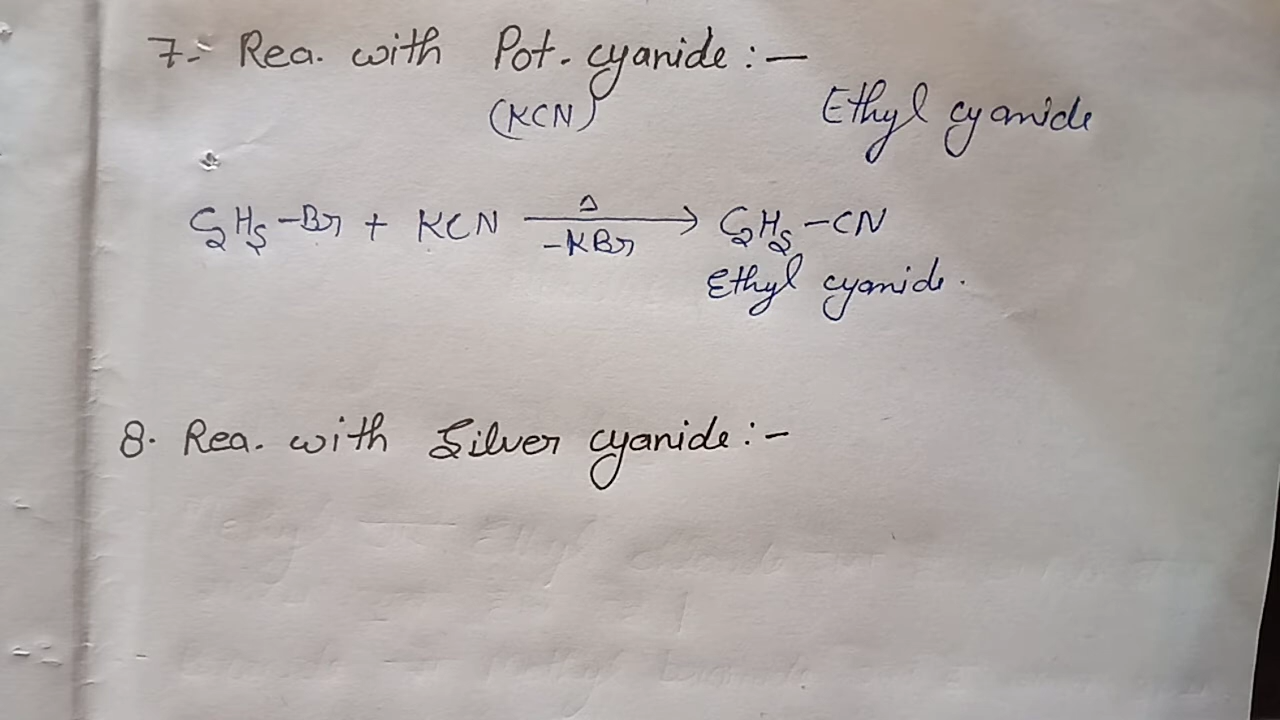 7- Rea. with Pot. cyanide :-
(KCN)
Ethyl cyanide
C2H5-Br + KCN Δ -KBr → C2H5-CN
Ethyl cyanide.
8. Rea. with Silver cyanide :-